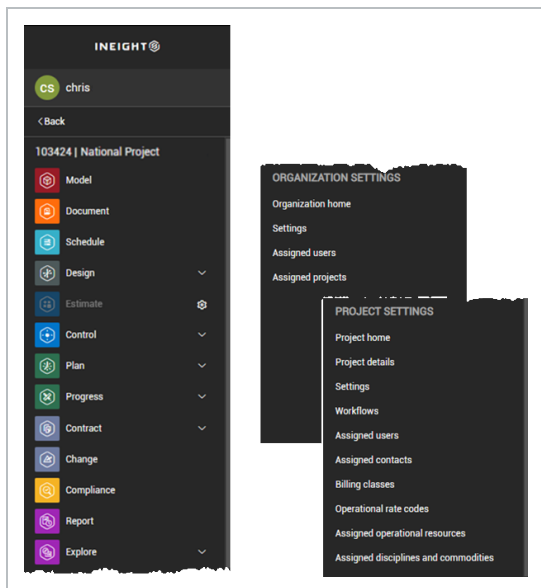 INEIGHT
CS chris
<Back
103424 | National Project
Model
Document
Schedule
Design
Estimate
Control
Plan
Progress
Contract
Change
Compliance
Report
Explore
ORGANIZATION SETTINGS
Organization home
Settings
Assigned users
Assigned projects
PROJECT SETTINGS
Project home
Project details
Settings
Workflows
Assigned users
Assigned contacts
Billing classes
Operational rate codes
Assigned operational resources
Assigned disciplines and commodities